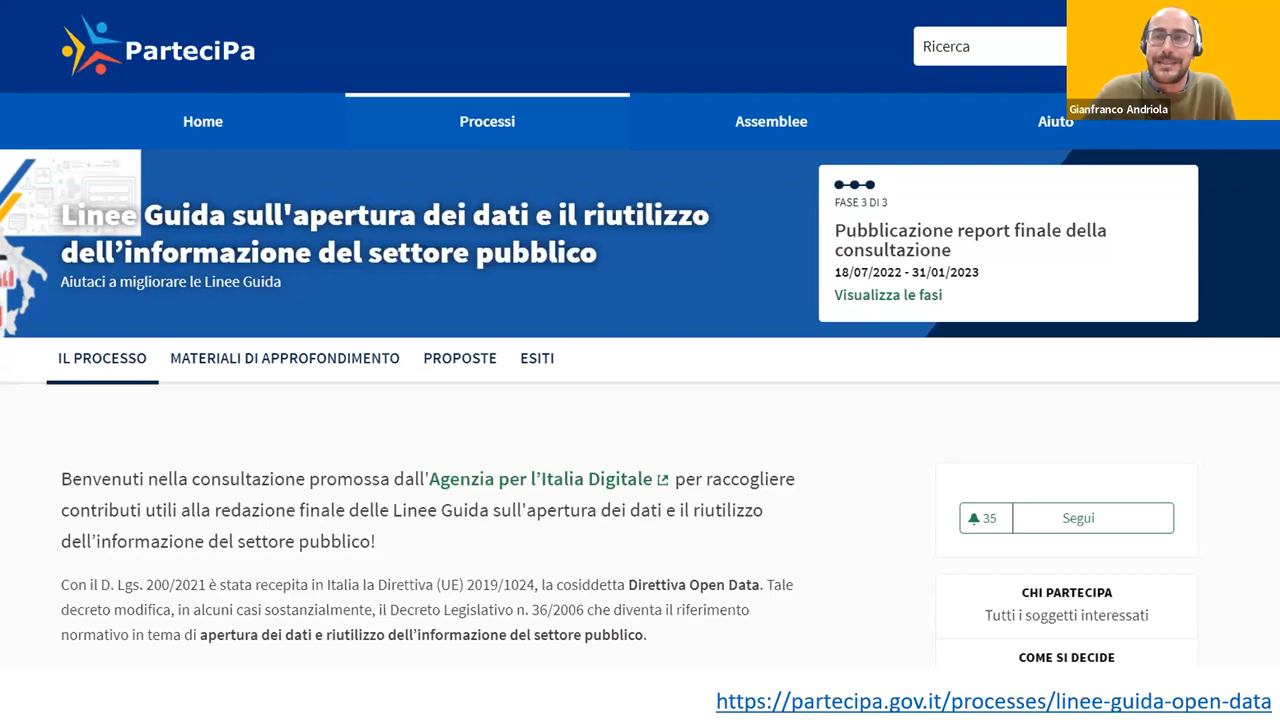 ParteciPa
Ricerca
Gianfranco Andriola
Home
Processi
Assemblee
Aiuto
Linee Guida sull'apertura dei dati e il riutilizzo
dell’informazione del settore pubblico
Aiutaci a migliorare le Linee Guida
FASE 3 DI 3
Pubblicazione report finale della
consultazione
18/07/2022 - 31/01/2023
Visualizza le fasi
IL PROCESSO
MATERIALI DI APPROFONDIMENTO
PROPOSTE
ESITI
Benvenuti nella consultazione promossa dall'Agenzia per l’Italia Digitale per raccogliere
contributi utili alla redazione finale delle Linee Guida sull'apertura dei dati e il riutilizzo
dell’informazione del settore pubblico!
Con il D. Lgs. 200/2021 è stata recepita in Italia la Direttiva (UE) 2019/1024, la cosiddetta Direttiva Open Data. Tale
decreto modifica, in alcuni casi sostanzialmente, il Decreto Legislativo n. 36/2006 che diventa il riferimento
normativo in tema di apertura dei dati e riutilizzo dell’informazione del settore pubblico.
35
Segui
CHI PARTECIPA
Tutti i soggetti interessati
COME SI DECIDE
https://partecipa.gov.it/processes/linee-guida-open-data